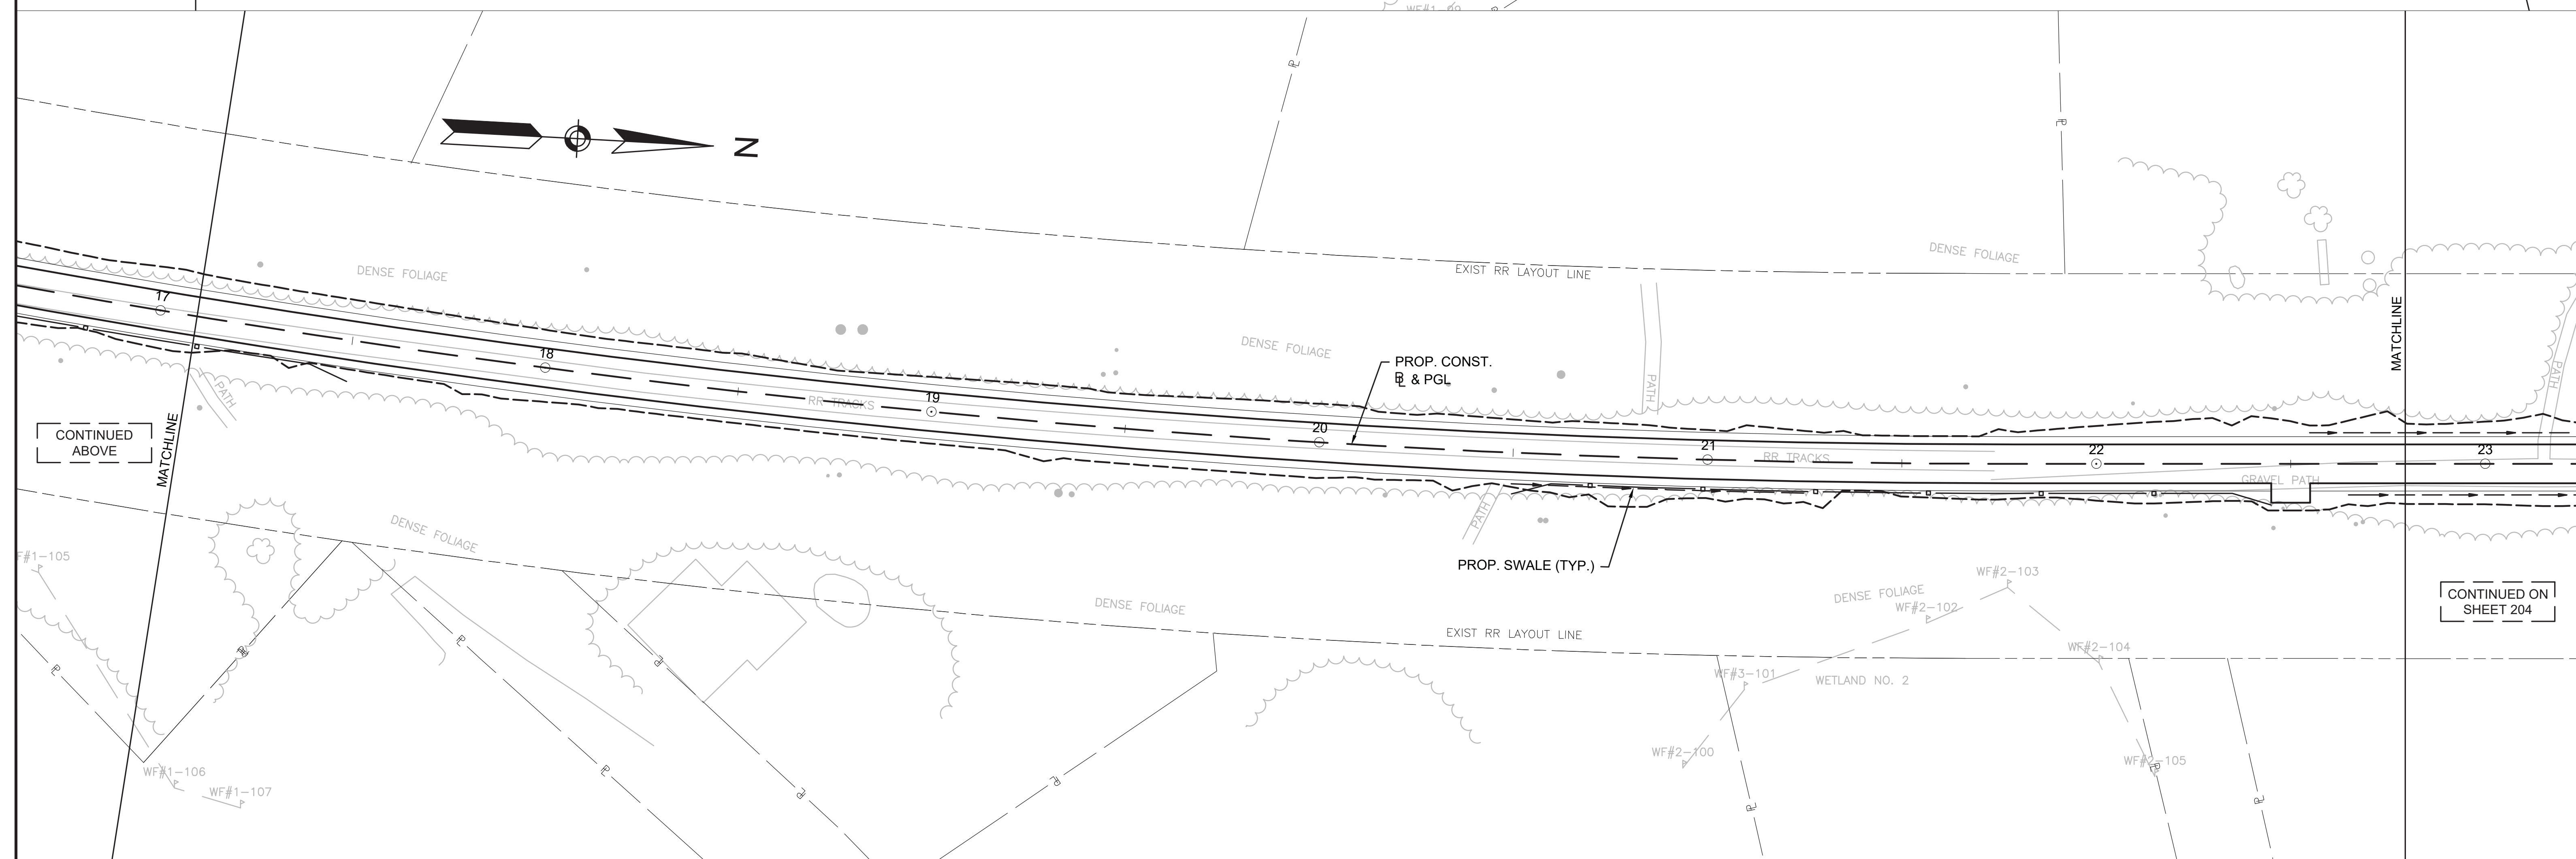 WF#1-99
N
17
18
19
20
21
22
23
DENSE FOLIAGE
DENSE FOLIAGE
DENSE FOLIAGE
EXIST RR LAYOUT LINE
PROP. CONST.
℄ & PGL
RR TRACKS
RR TRACKS
PATH
PATH
PATH
PATH
GRAVEL PATH
MATCHLINE
MATCHLINE
CONTINUED
ABOVE
PROP. SWALE (TYP.)
CONTINUED ON
SHEET 204
DENSE FOLIAGE
DENSE FOLIAGE
DENSE FOLIAGE
EXIST RR LAYOUT LINE
F#1-105
WF#1-106
WF#1-107
WF#2-103
WF#2-102
WF#2-104
WF#3-101
WETLAND NO. 2
WF#2-100
WF#2-105